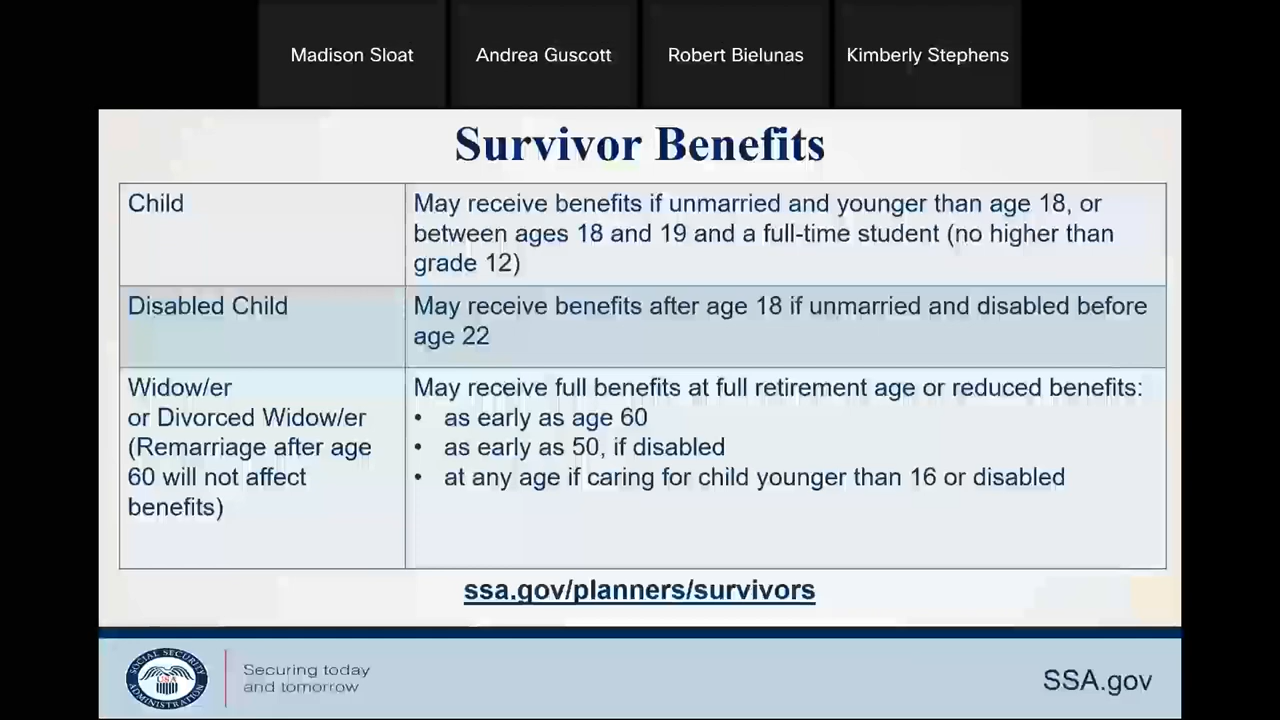 Madison Sloat
Andrea Guscott
Robert Bielunas
Kimberly Stephens
Survivor Benefits
Child
May receive benefits if unmarried and younger than age 18, or
between ages 18 and 19 and a full-time student (no higher than
grade 12)
Disabled Child
May receive benefits after age 18 if unmarried and disabled before
age 22
Widow/er
or Divorced Widow/er
(Remarriage after age
60 will not affect
benefits)
May receive full benefits at full retirement age or reduced benefits:
• as early as age 60
• as early as 50, if disabled
• at any age if caring for child younger than 16 or disabled
ssa.gov/planners/survivors
SOCIAL SECURITY
ADMINISTRATION
USA
Securing today
and tomorrow
SSA.gov